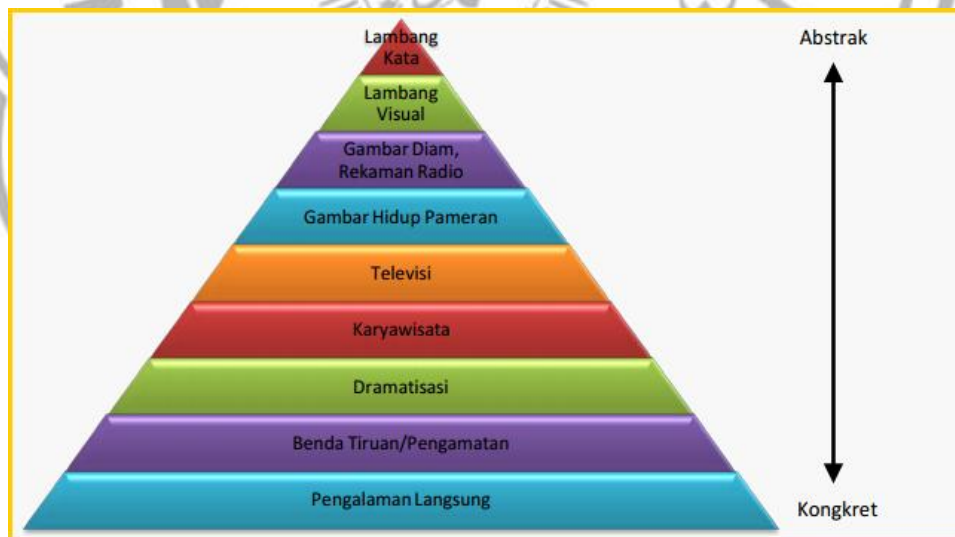 Lambang
Kata
Abstrak
Lambang
Visual
Gambar Diam,
Rekaman Radio
Gambar Hidup Pameran
Televisi
Karyawisata
Dramatisasi
Benda Tiruan/Pengamatan
Pengalaman Langsung
Kongkret